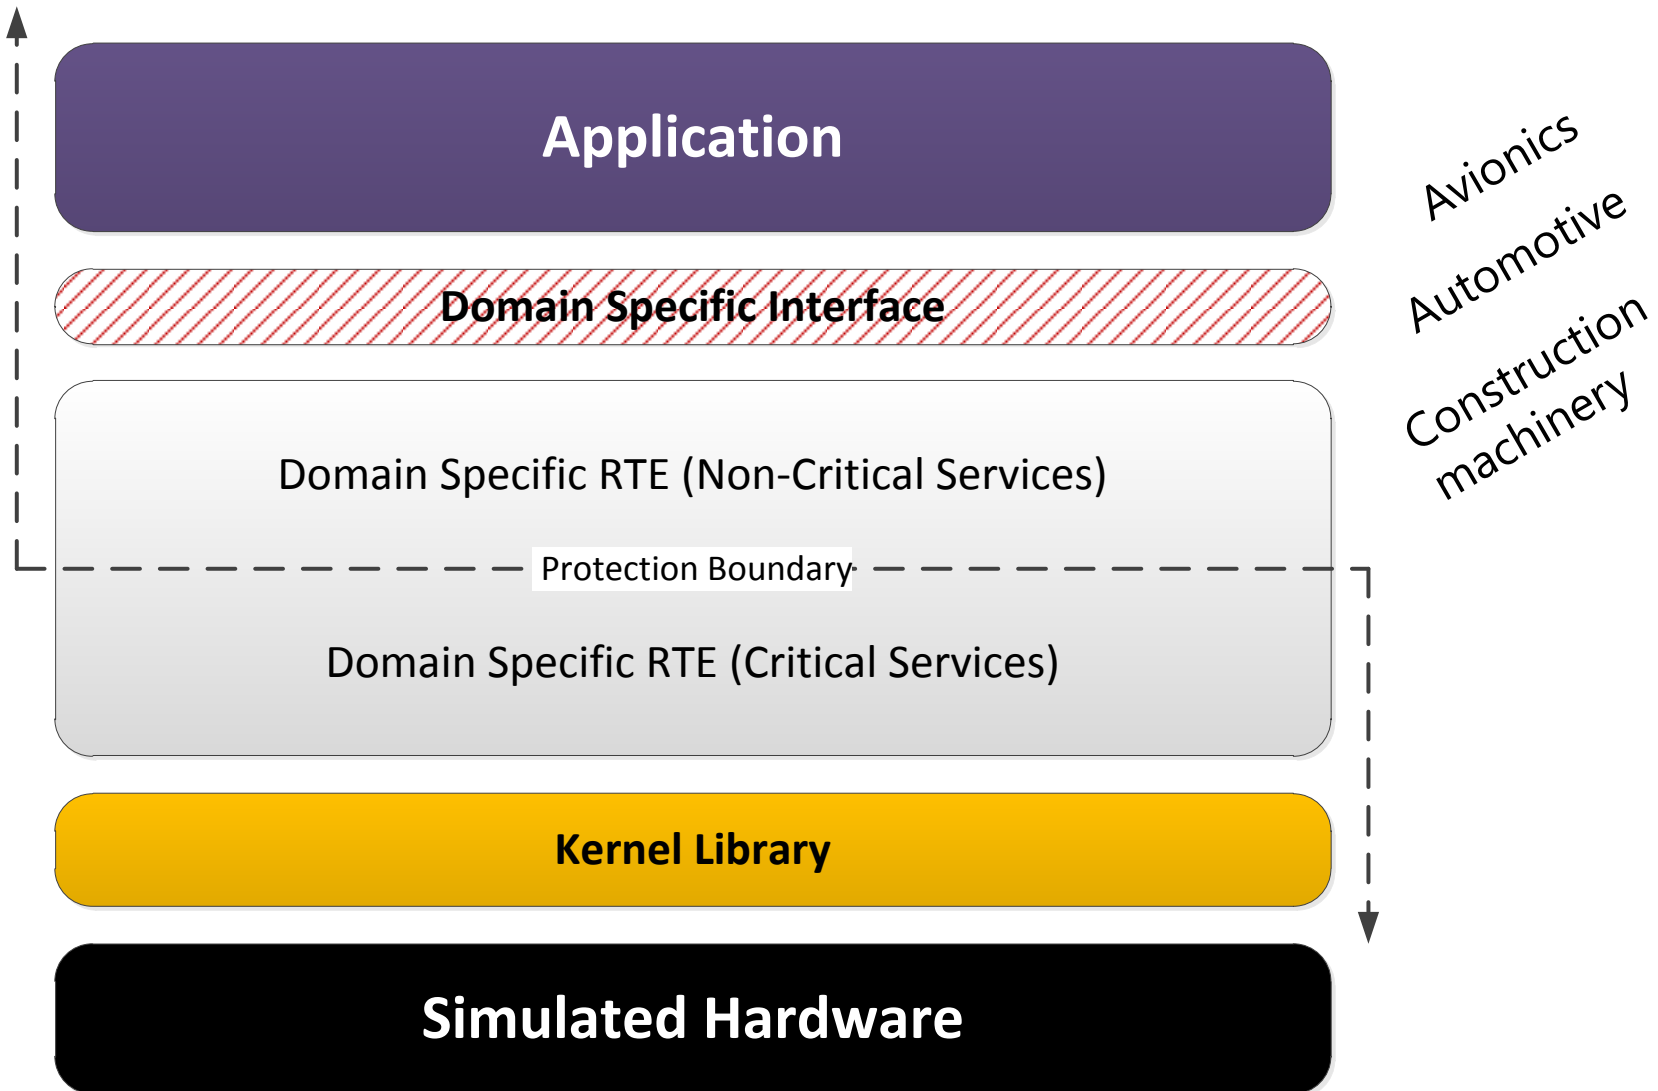 Application
Domain Specific Interface
Domain Specific RTE (Non-Critical Services)
Protection Boundary
Domain Specific RTE (Critical Services)
Kernel Library
Simulated Hardware
Avionics
Automotive
Construction
machinery